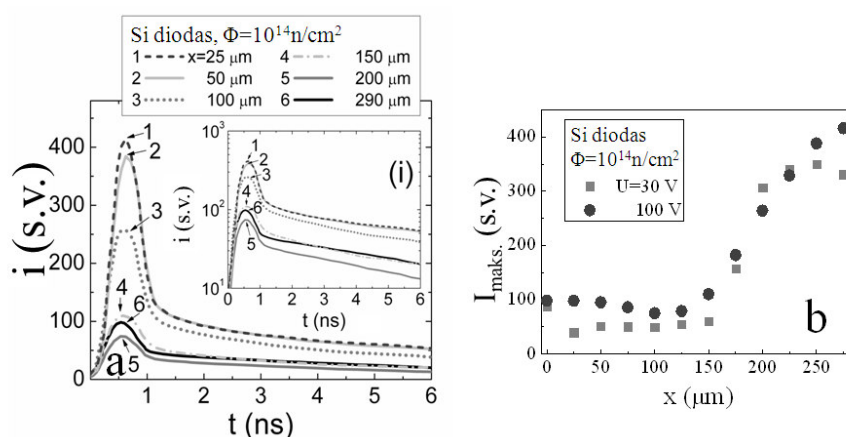 Si diodas, Φ=10¹⁴n/cm²
1 x=25 μm 4 150 μm
2 50 μm 5 200 μm
3 100 μm 6 290 μm
i (s.v.)
400
300
200
100
0
1
2
3
4
6
5
a
0 1 2 3 4 5 6
t (ns)
(i)
i (s.v.)
10³
10²
10¹
1
2
3
4
6
5
0 1 2 3 4 5 6
t (ns)
I maks. (s.v.)
400
300
200
100
0
Si diodas
Φ=10¹⁴n/cm²
U=30 V
100 V
b
0 50 100 150 200 250
x (μm)